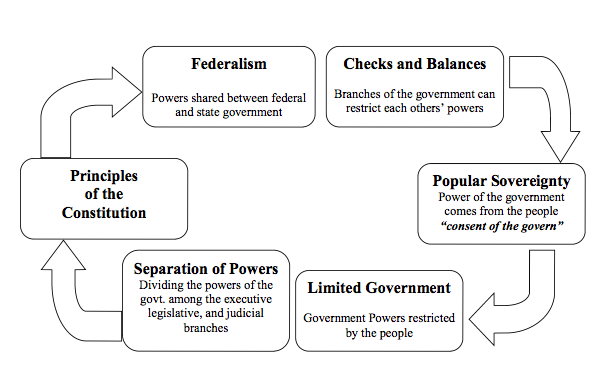 Federalism
Powers shared between federal
and state government
Checks and Balances
Branches of the government can
restrict each others’ powers
Principles
of the
Constitution
Popular Sovereignty
Power of the government
comes from the people
“consent of the govern”
Separation of Powers
Dividing the powers of the
govt. among the executive
legislative, and judicial
branches
Limited Government
Government Powers restricted
by the people